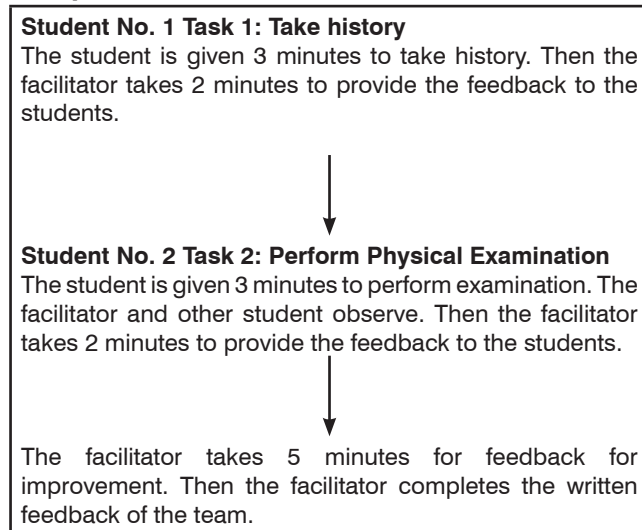 Student No. 1 Task 1: Take history
The student is given 3 minutes to take history. Then the
facilitator takes 2 minutes to provide the feedback to the
students.
Student No. 2 Task 2: Perform Physical Examination
The student is given 3 minutes to perform examination. The
facilitator and other student observe. Then the facilitator
takes 2 minutes to provide the feedback to the students.
The facilitator takes 5 minutes for feedback for
improvement. Then the facilitator completes the written
feedback of the team.